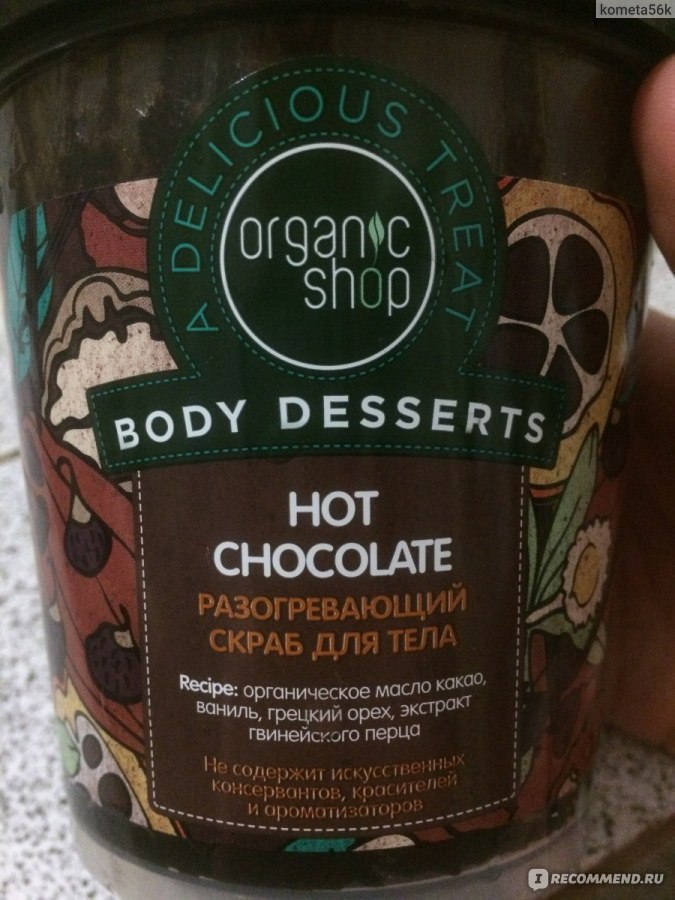 kometa56k
A DELICIOUS TREAT
organic
shop
BODY DESSERTS
HOT
CHOCOLATE
РАЗОГРЕВАЮЩИЙ
СКРАБ ДЛЯ ТЕЛА
Recipe: органическое масло какао,
ваниль, грецкий орех, экстракт
гвинейского перца
Не содержит искусственных
консервантов, красителей
и ароматизаторов
IRECOMMEND.RU